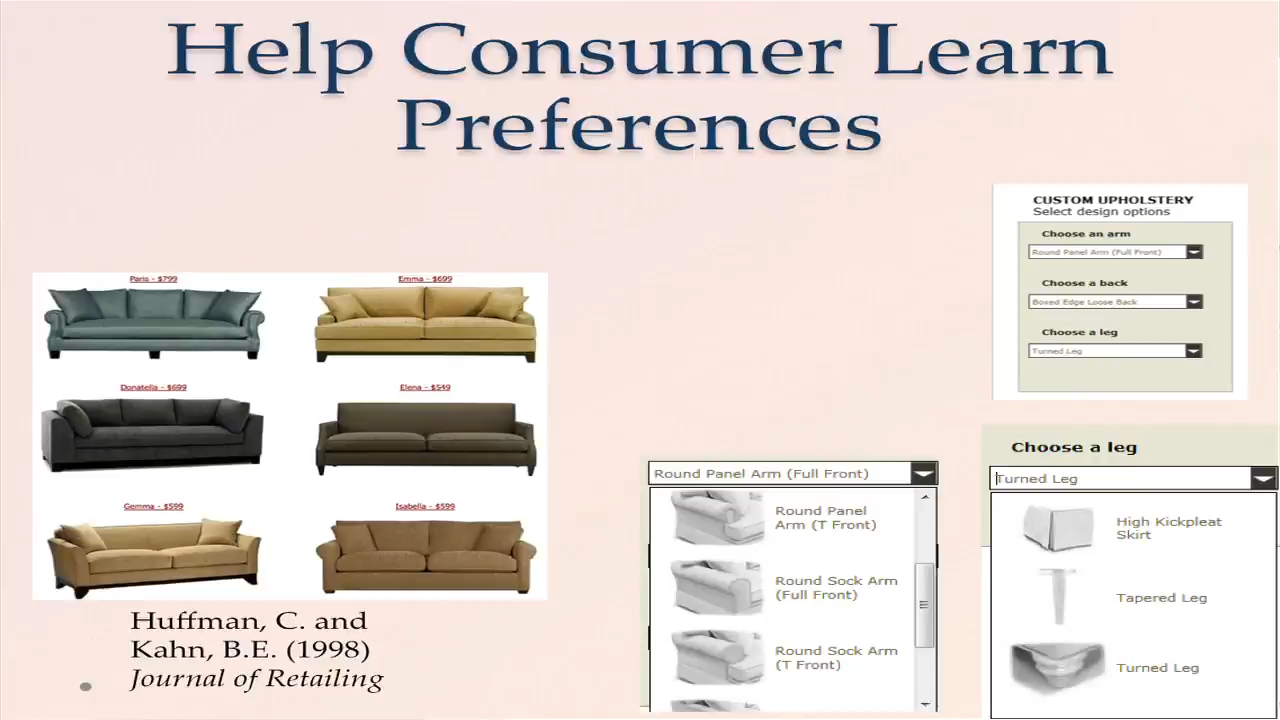 Help Consumer Learn
Preferences
Paris - $799
Emma - $699
Donatella - $699
Elena - $549
Gemma - $599
Isabella - $599
Huffman, C. and
Kahn, B.E. (1998)
Journal of Retailing
CUSTOM UPHOLSTERY
Select design options
Choose an arm
Round Panel Arm (Full Front)
Choose a back
Boxed Edge Loose Back
Choose a leg
Turned Leg
Round Panel Arm (Full Front)
Round Panel
Arm (T Front)
Round Sock Arm
(Full Front)
Round Sock Arm
(T Front)
Choose a leg
Turned Leg
High Kickpleat
Skirt
Tapered Leg
Turned Leg